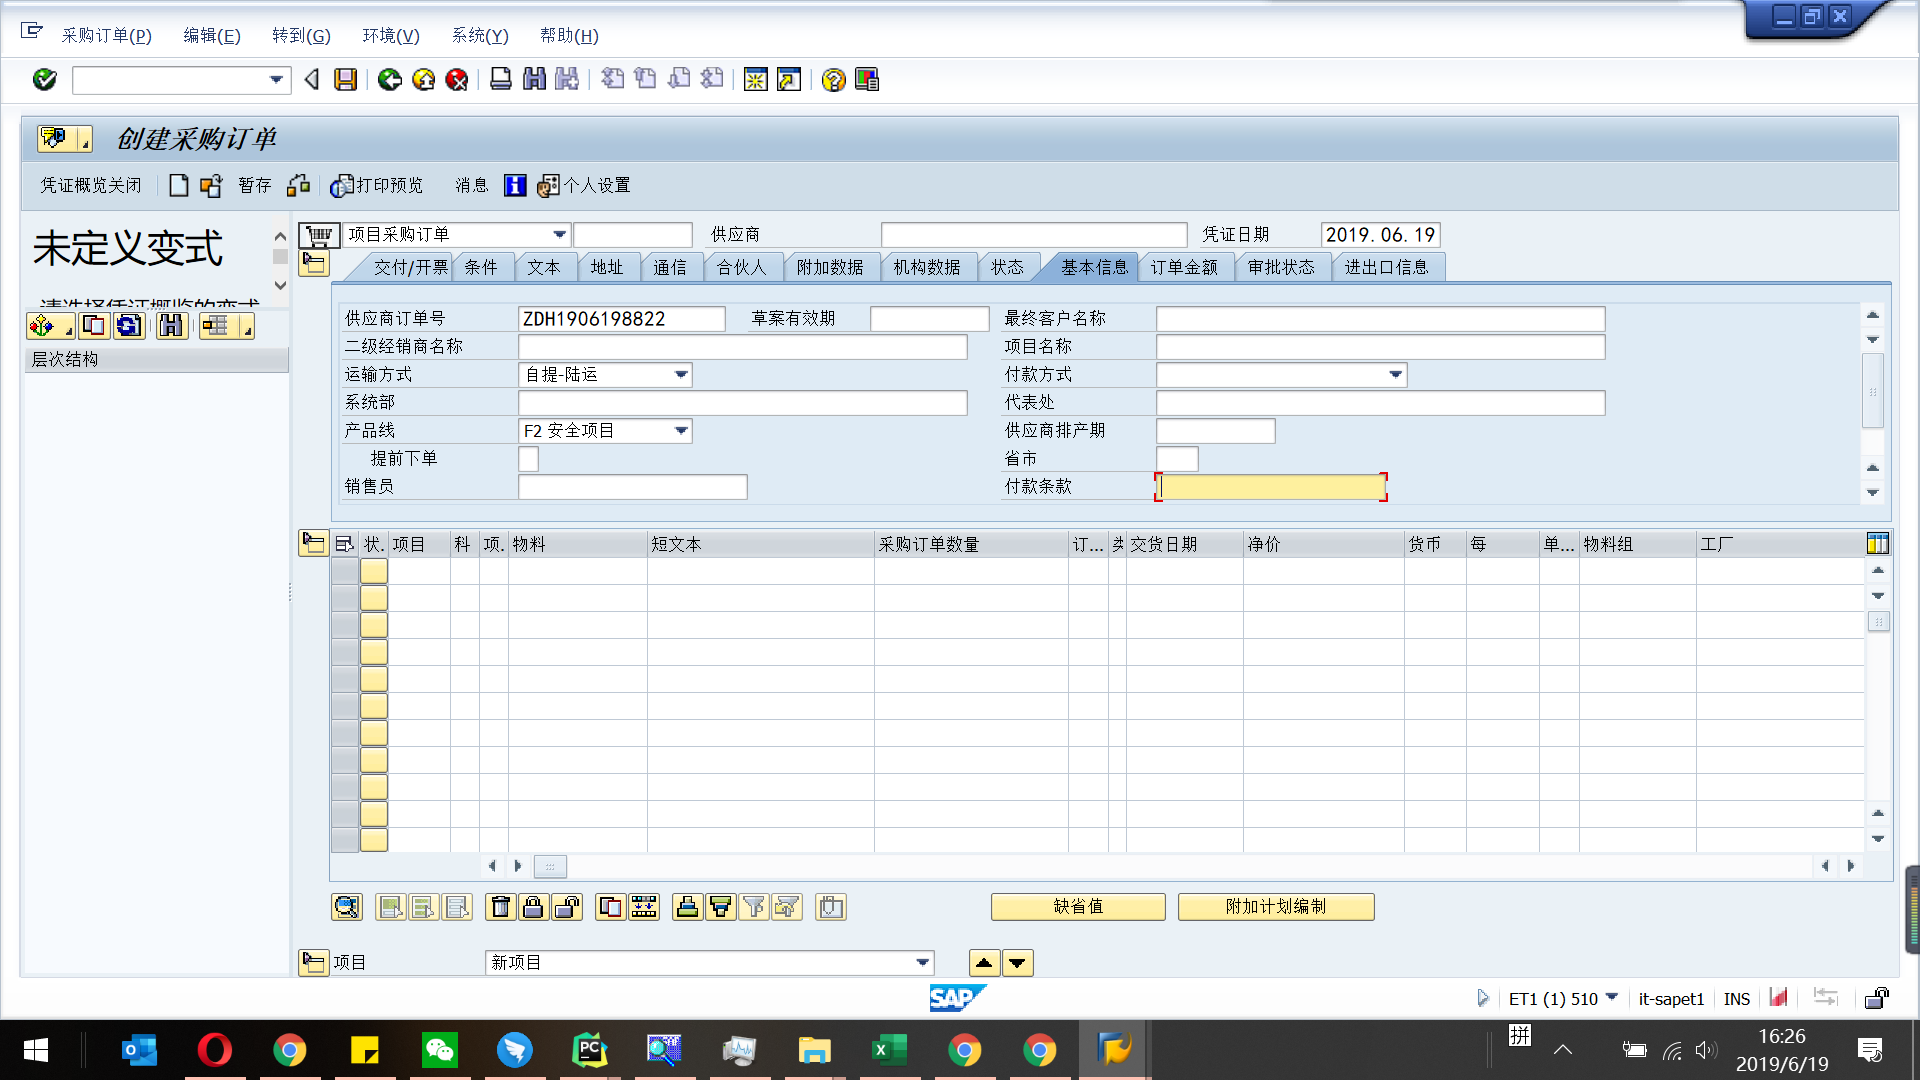 采购订单(P) 编辑(E) 转到(G) 环境(V) 系统(Y) 帮助(H)
创建采购订单
凭证概览关闭 暂存 打印预览 消息 个人设置
未定义变式
请选择凭证概览的变式
层次结构
项目采购订单 供应商 凭证日期 2019.06.19
交付/开票 条件 文本 地址 通信 合伙人 附加数据 机构数据 状态 基本信息 订单金额 审批状态 进出口信息
供应商订单号 ZDH1906198822 草案有效期 最终客户名称
二级经销商名称 项目名称
运输方式 自提-陆运 付款方式
系统部 代表处
产品线 F2 安全项目 供应商排产期
提前下单 省市
销售员 付款条款
状. 项目 科 项. 物料 短文本 采购订单数量 订... 类 交货日期 净价 货币 每 单... 物料组 工厂
缺省值 附加计划编制
项目 新项目
SAP
ET1 (1) 510 it-sapet1 INS
拼
16:26
2019/6/19